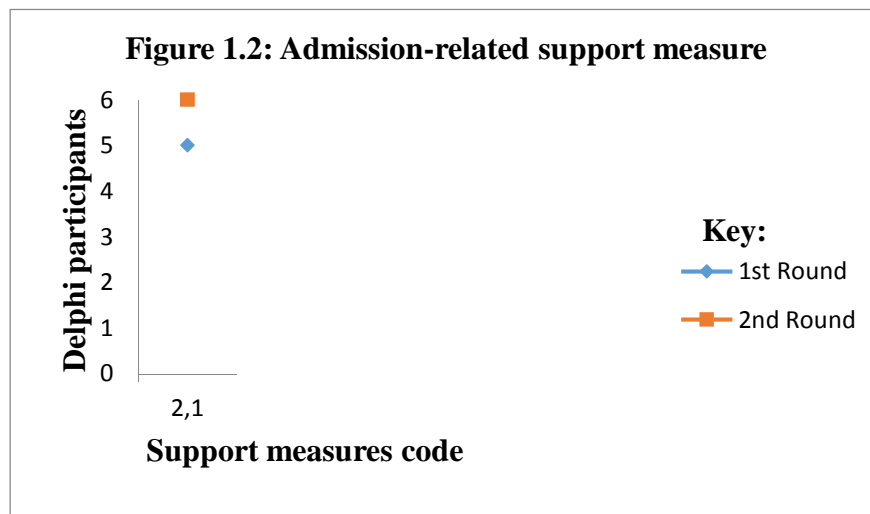 Figure 1.2: Admission-related support measure
Delphi participants
6
5
4
3
2
1
0
2,1
Support measures code
Key:
1st Round
2nd Round